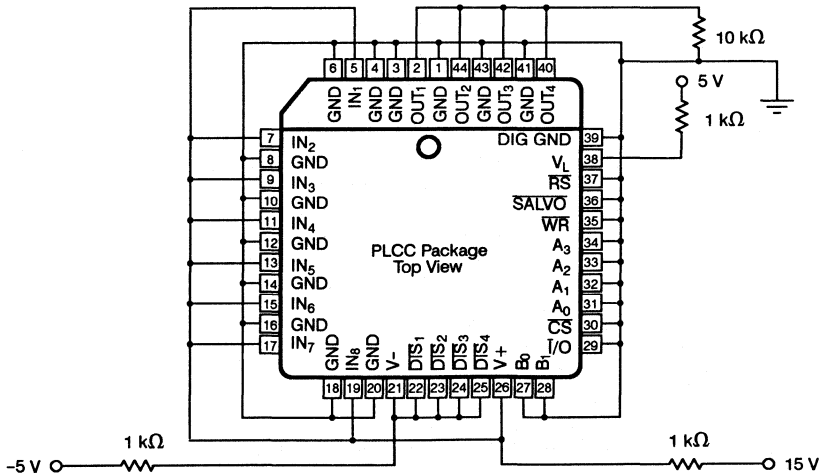 10 kΩ
5 V
1 kΩ
6 5 4 3 2 1 44 43 42 41 40
GND IN1 GND GND OUT1 GND OUT2 GND OUT3 GND OUT4
7 IN2
8 GND
9 IN3
10 GND
11 IN4
12 GND
13 IN5
14 GND
15 IN6
16 GND
17 IN7
DIG GND 39
VL 38
RS 37
SALVO 36
WR 35
A3 34
A2 33
A1 32
A0 31
CS 30
I/O 29
PLCC Package
Top View
GND IN8 GND V- DIS1 DIS2 DIS3 DIS4 V+ B0 B1
18 19 20 21 22 23 24 25 26 27 28
-5 V
1 kΩ
1 kΩ
15 V